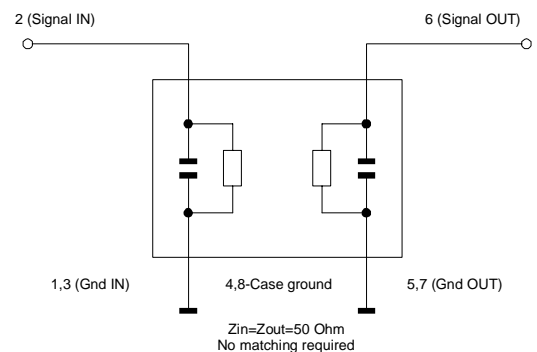 2 (Signal IN)
6 (Signal OUT)
1,3 (Gnd IN)
4,8-Case ground
5,7 (Gnd OUT)
Zin=Zout=50 Ohm
No matching required